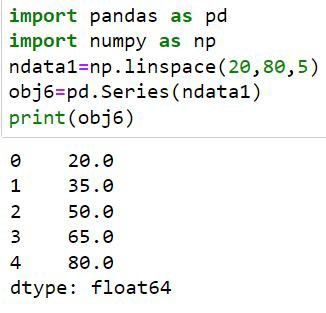 import pandas as pd
import numpy as np
ndata1=np.linspace(20,80,5)
obj6=pd.Series(ndata1)
print(obj6)
0    20.0
1    35.0
2    50.0
3    65.0
4    80.0
dtype: float64